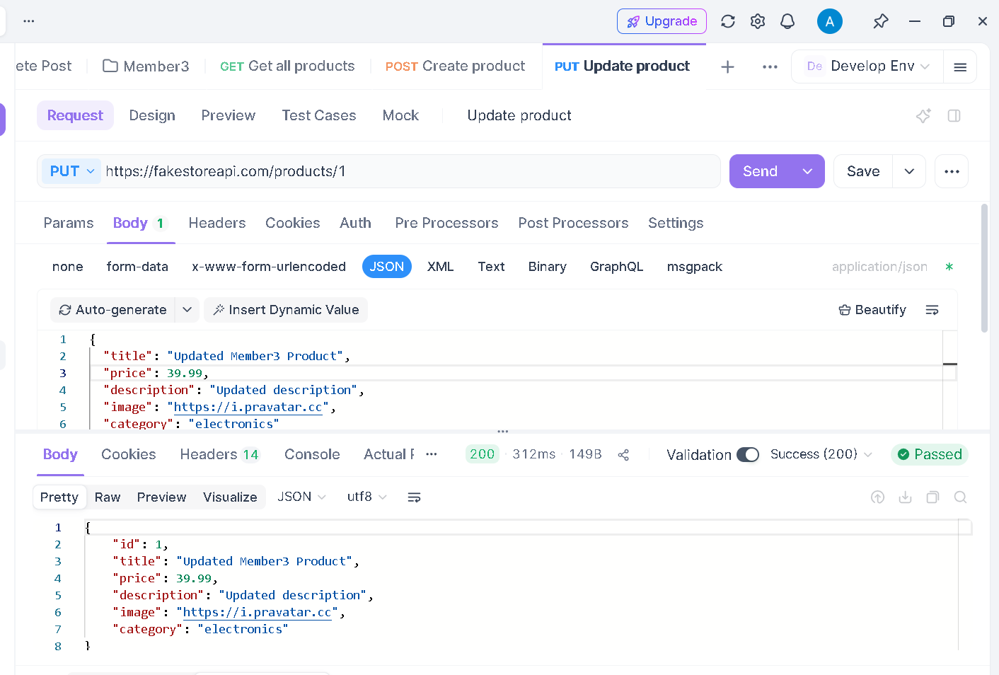 Upgrade
A
ete Post
Member3
GET Get all products
POST Create product
PUT Update product
De Develop Env
Request
Design
Preview
Test Cases
Mock
Update product
PUT https://fakestoreapi.com/products/1
Send
Save
Params
Body 1
Headers
Cookies
Auth
Pre Processors
Post Processors
Settings
none
form-data
x-www-form-urlencoded
JSON
XML
Text
Binary
GraphQL
msgpack
application/json *
Auto-generate
Insert Dynamic Value
Beautify
1 {
2 "title": "Updated Member3 Product",
3 "price": 39.99,
4 "description": "Updated description",
5 "image": "https://i.pravatar.cc",
6 "category": "electronics"
Body
Cookies
Headers 14
Console
Actual
200 · 312ms · 149B
Validation
Success (200)
Passed
Pretty
Raw
Preview
Visualize
JSON
utf8
1 {
2 "id": 1,
3 "title": "Updated Member3 Product",
4 "price": 39.99,
5 "description": "Updated description",
6 "image": "https://i.pravatar.cc",
7 "category": "electronics"
8 }